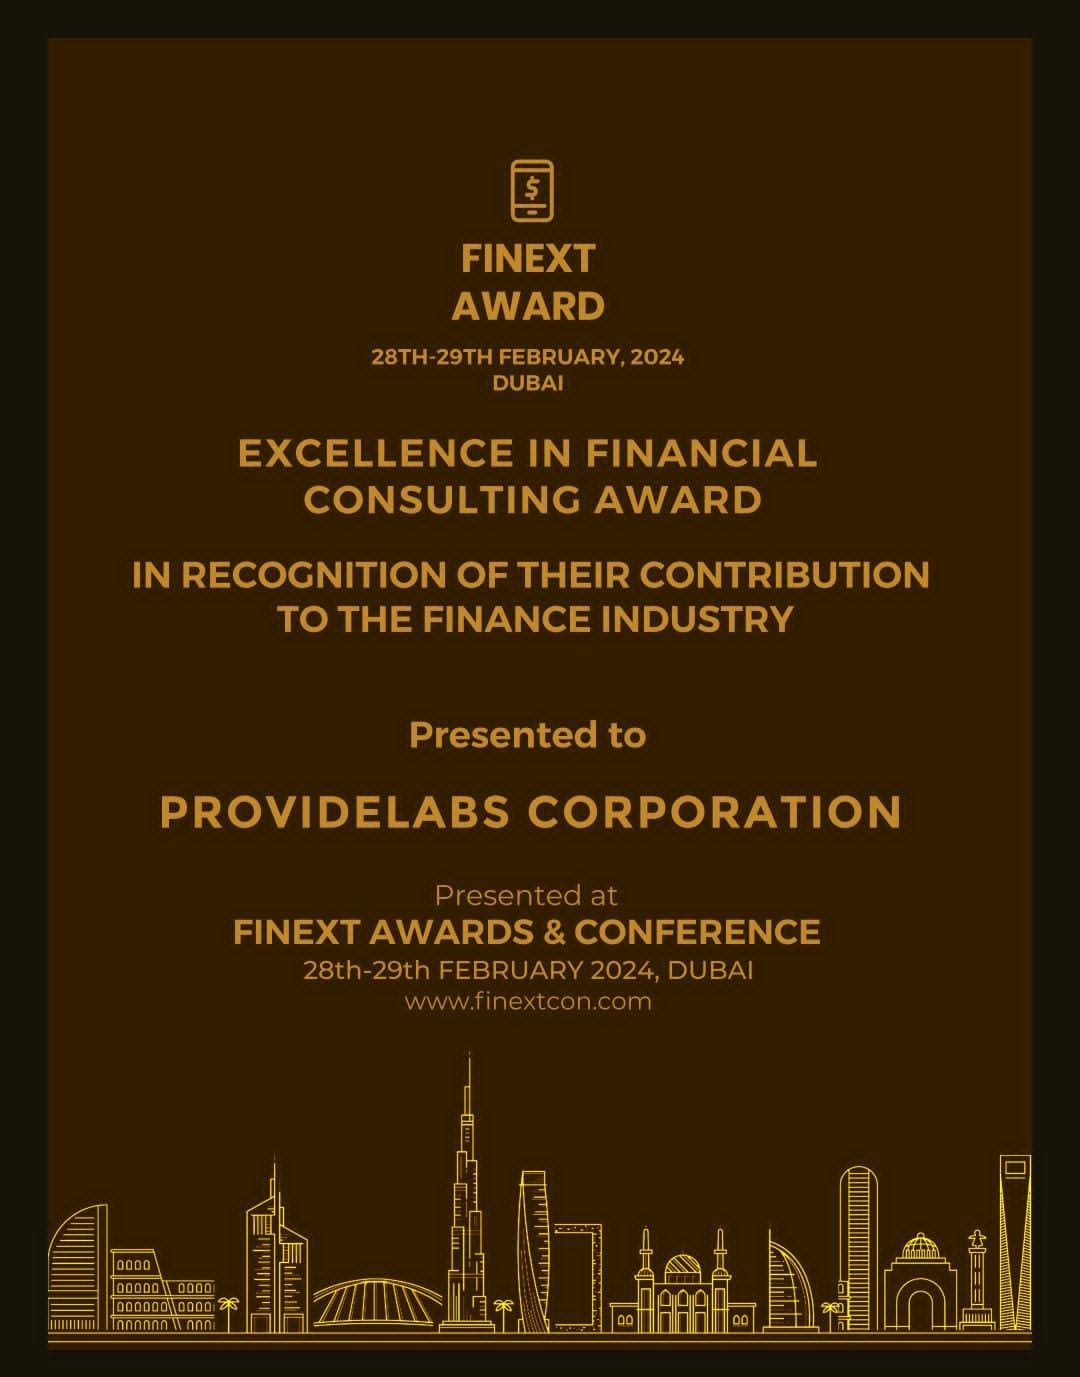 $
FINEXT
AWARD
28TH-29TH FEBRUARY, 2024
DUBAI
EXCELLENCE IN FINANCIAL
CONSULTING AWARD
IN RECOGNITION OF THEIR CONTRIBUTION
TO THE FINANCE INDUSTRY
Presented to
PROVIDELABS CORPORATION
Presented at
FINEXT AWARDS & CONFERENCE
28th-29th FEBRUARY 2024, DUBAI
www.finextcon.com